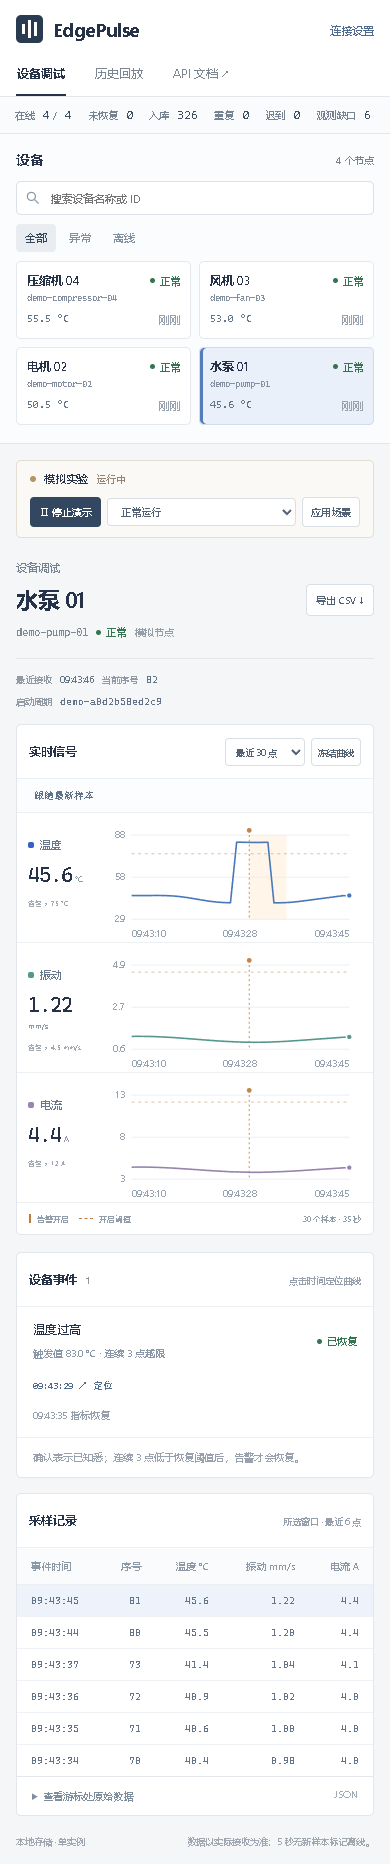 EdgePulse 连接设置
设备调试 历史回放 API 文档↗
在线 4 / 4 未恢复 0 入库 326 重复 0 迟到 0 观测缺口 6
设备 4 个节点
搜索设备名称或 ID
全部 异常 离线
压缩机 04 正常
demo-compressor-04
55.5 °C 刚刚
风机 03 正常
demo-fan-03
53.0 °C 刚刚
电机 02 正常
demo-motor-02
50.5 °C 刚刚
水泵 01 正常
demo-pump-01
45.6 °C 刚刚
模拟实验 运行中
停止演示 正常运行 应用场景
设备调试
水泵 01 导出 CSV ↓
demo-pump-01 正常 模拟节点
最近接收 09:43:46 当前序号 82
启动周期 demo-a8d2b58ed2c9
实时信号 最近 30 点 冻结曲线
跟随最新样本
温度
45.6 °C
告警 > 75 °C
88
58
29
09:43:10 09:43:28 09:43:45
振动
1.22
mm/s
告警 > 4.5 mm/s
4.9
2.7
0.6
09:43:10 09:43:28 09:43:45
电流
4.4 A
告警 > 12 A
13
8
3
09:43:10 09:43:28 09:43:45
告警开启 开启阈值 30 个样本 · 35 秒
设备事件 1 点击时间定位曲线
温度过高
触发值 83.0 °C · 连续 3 点越限
已恢复
09:43:29 ↗ 定位
09:43:35 指标恢复
确认表示已知悉；连续 3 点低于恢复阈值后，告警才会恢复。
采样记录 所选窗口 · 最近 6 点
事件时间 序号 温度 °C 振动 mm/s 电流 A
09:43:45 81 45.6 1.22 4.4
09:43:44 80 45.5 1.20 4.4
09:43:37 73 41.4 1.04 4.1
09:43:36 72 40.9 1.02 4.0
09:43:35 71 40.6 1.00 4.0
09:43:34 70 40.4 0.98 4.0
▶ 查看游标处原始数据 JSON
本地存储 · 单实例 数据以实际接收为准；5 秒无新样本标记离线。